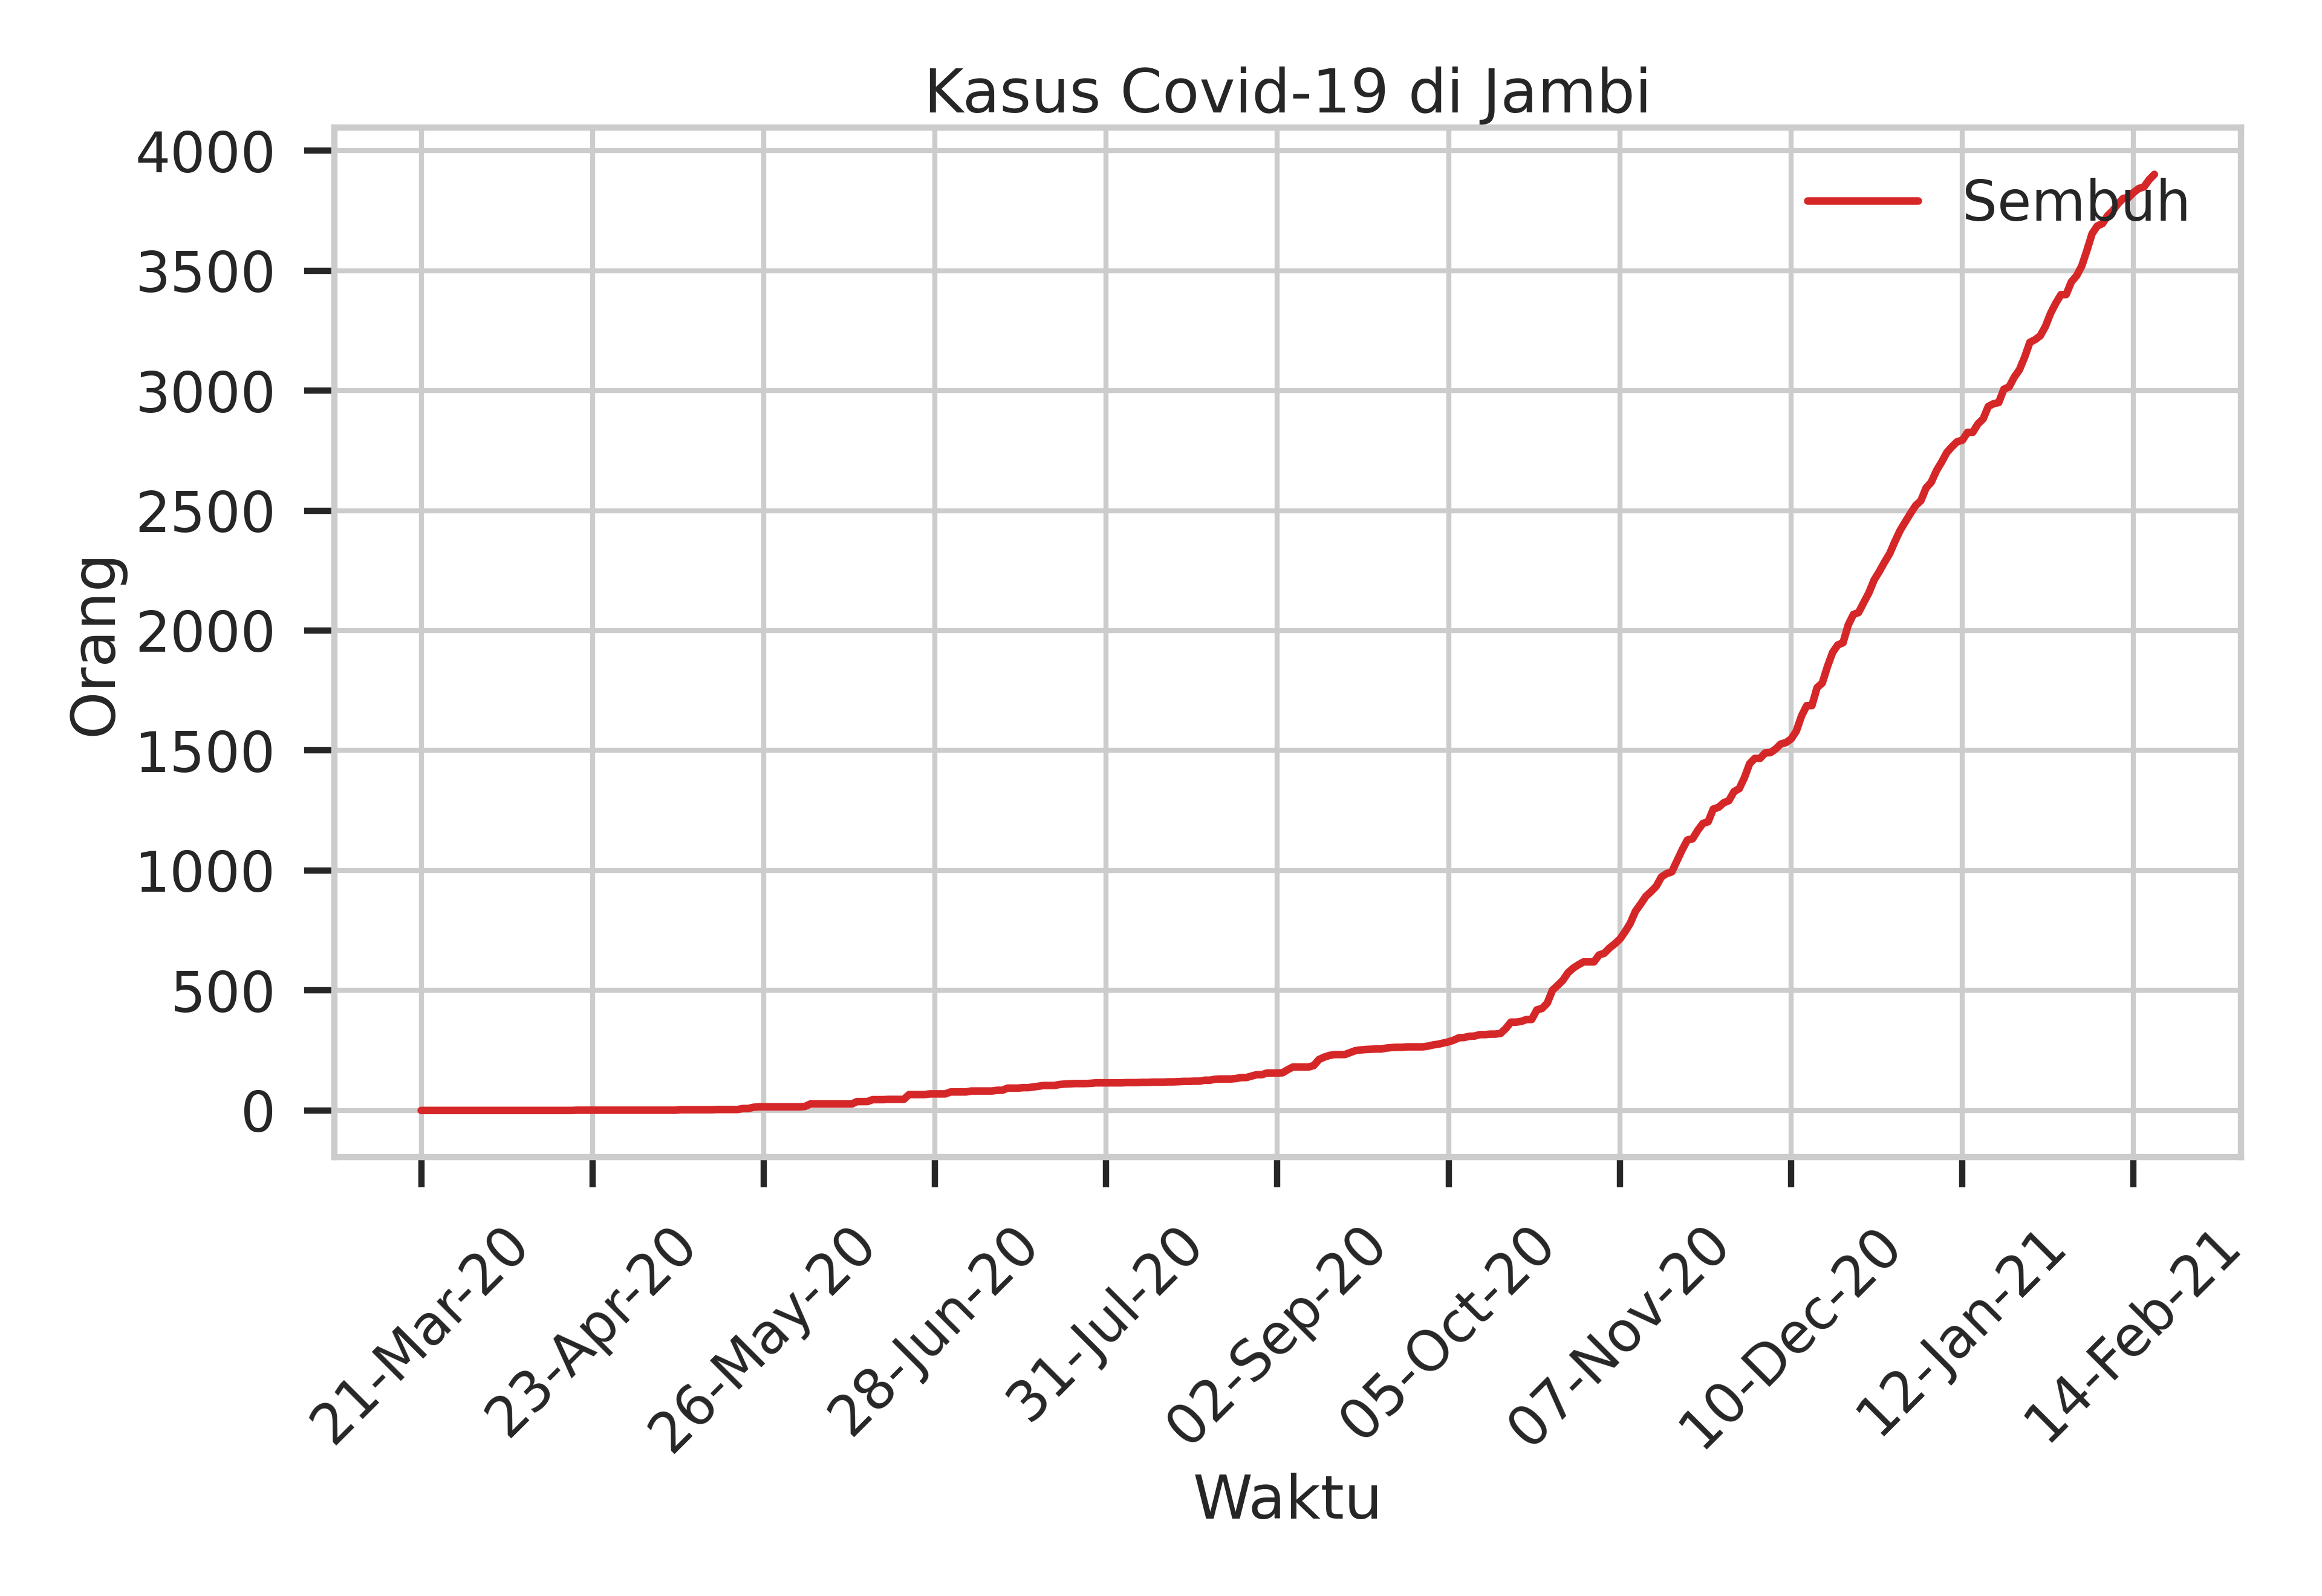 Kasus Covid-19 di Jambi
Sembuh
4000
3500
3000
2500
2000
1500
1000
500
0
Orang
21-Mar-20
23-Apr-20
26-May-20
28-Jun-20
31-Jul-20
02-Sep-20
05-Oct-20
07-Nov-20
10-Dec-20
12-Jan-21
14-Feb-21
Waktu